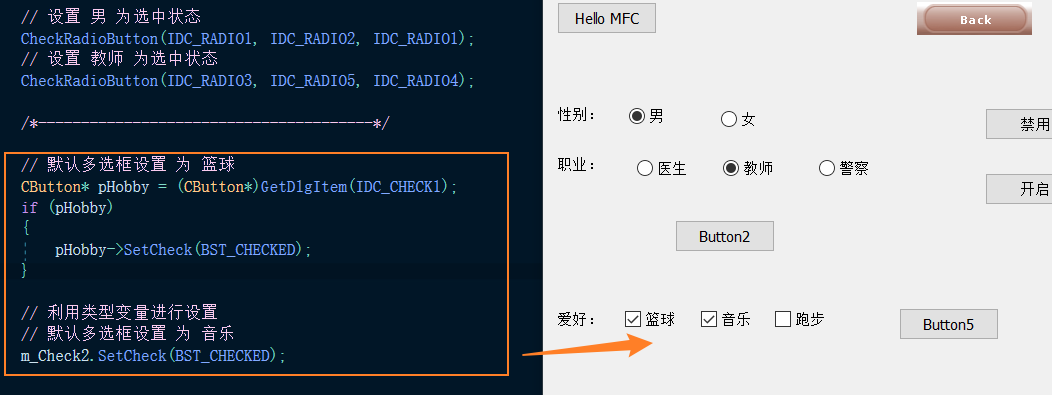 // 设置 男 为选中状态
CheckRadioButton(IDC_RADIO1, IDC_RADIO2, IDC_RADIO1);
// 设置 教师 为选中状态
CheckRadioButton(IDC_RADIO3, IDC_RADIO5, IDC_RADIO4);
/*---------------------------------------*/
// 默认多选框设置 为 篮球
CButton* pHobby = (CButton*)GetDlgItem(IDC_CHECK1);
if (pHobby)
{
pHobby->SetCheck(BST_CHECKED);
}
// 利用类型变量进行设置
// 默认多选框设置 为 音乐
m_Check2.SetCheck(BST_CHECKED);
Hello MFC
Back
性别： 男 女
禁用
职业： 医生 教师 警察
开启
Button2
爱好： 篮球 音乐 跑步
Button5